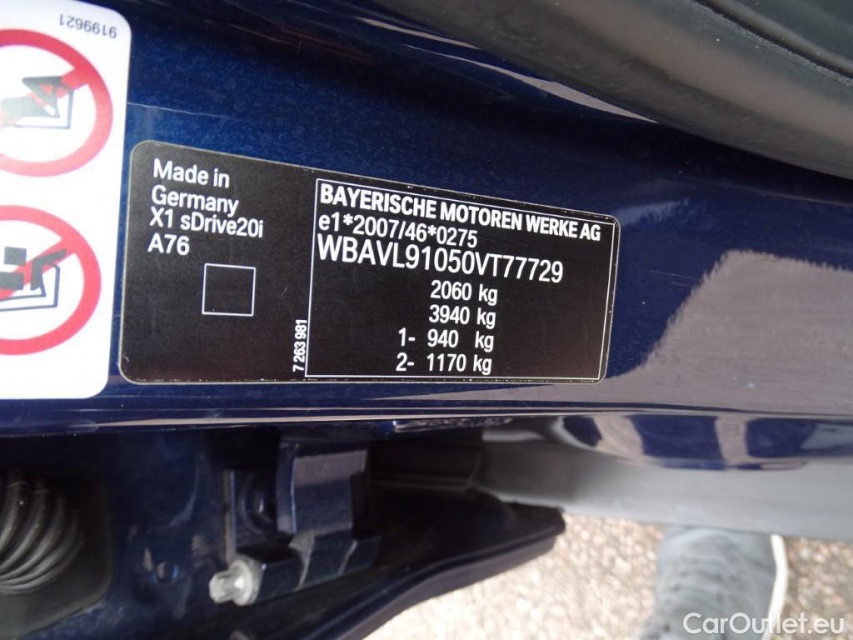 9199621
Made in
Germany
X1 sDrive20i
A76
7 263 981
BAYERISCHE MOTOREN WERKE AG
e1*2007/46*0275
WBAVL91050VT77729
2060 kg
3940 kg
1- 940 kg
2- 1170 kg
CarOutlet.eu